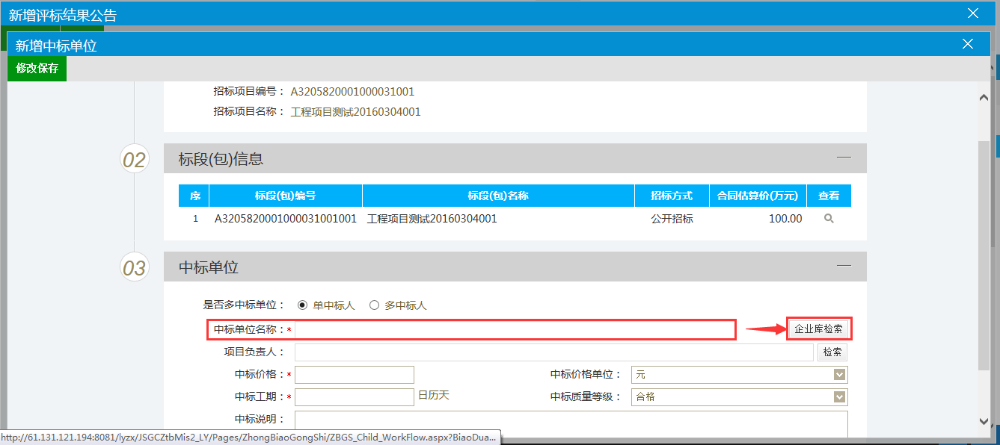 新增评标结果公告
新增中标单位
修改保存
招标项目编号： A3205820001000031001
招标项目名称： 工程项目测试20160304001
02 标段(包)信息
序 标段(包)编号 标段(包)名称 招标方式 合同估算价(万元) 查看
1 A3205820001000031001001 工程项目测试20160304001 公开招标 100.00
03 中标单位
是否多中标单位： 单中标人 多中标人
中标单位名称：* 企业库检索
项目负责人： 检索
中标价格：* 中标价格单位： 元
中标工期：* 日历天 中标质量等级： 合格
中标说明：
http://61.131.121.194:8081/lyzx/JSGCZtbMis2_LY/Pages/ZhongBiaoGongShi/ZBGS_Child_WorkFlow.aspx?BiaoDua...